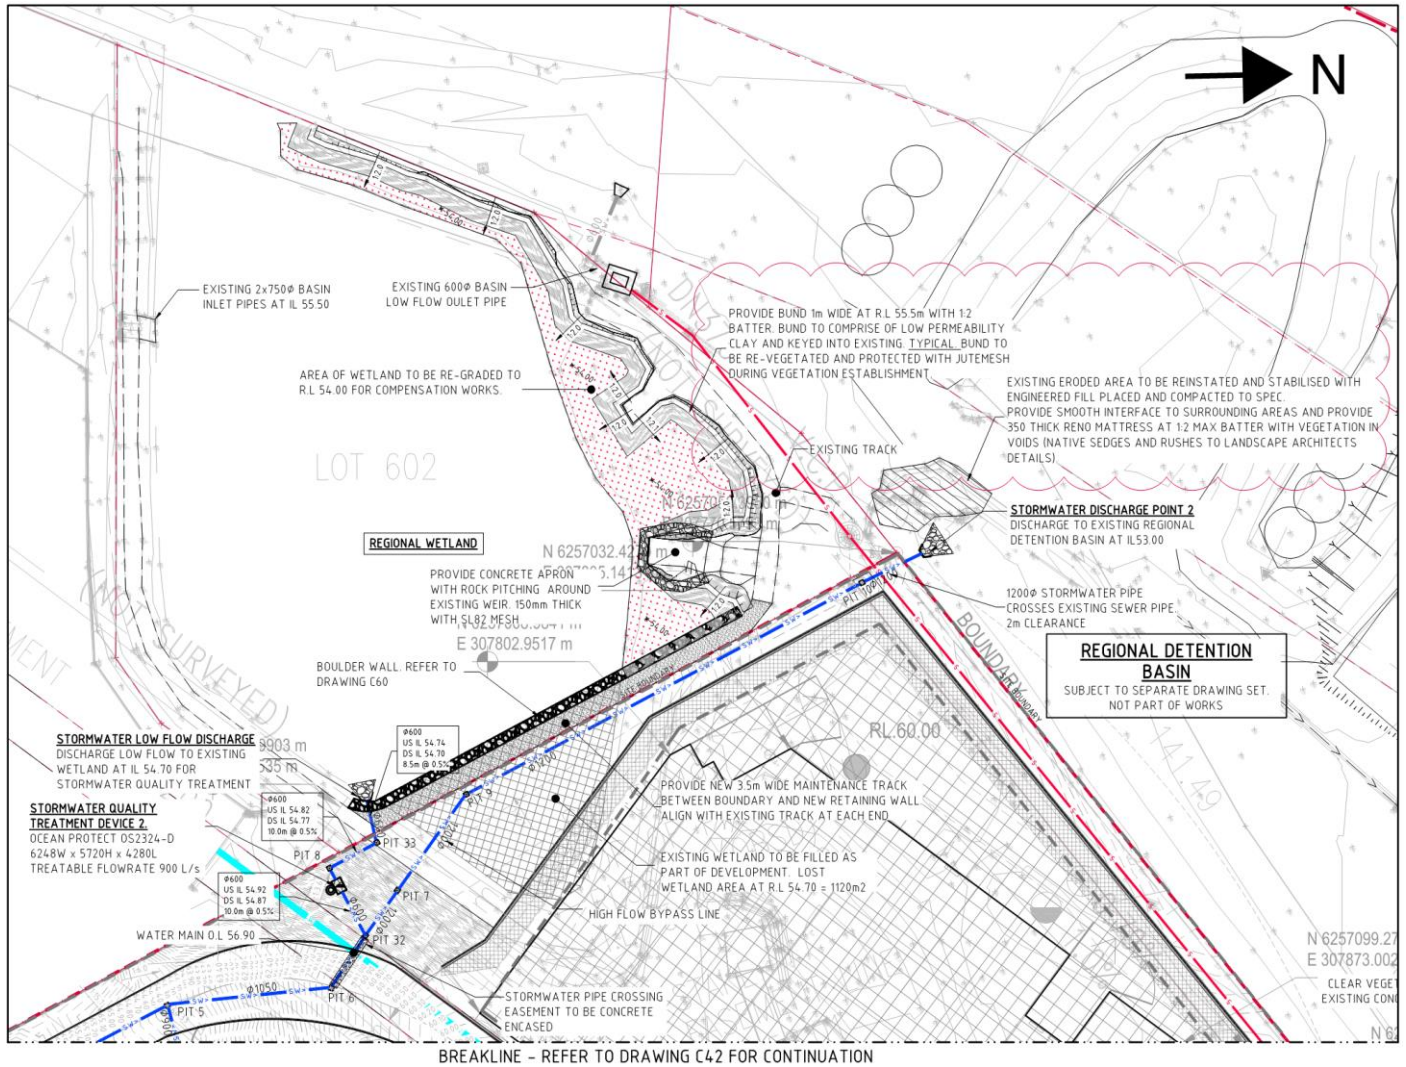 N
EXISTING 2x750Ø BASIN
INLET PIPES AT IL 55.50
EXISTING 600Ø BASIN
LOW FLOW OULET PIPE
PROVIDE BUND 1m WIDE AT R.L 55.5m WITH 1:2
BATTER. BUND TO COMPRISE OF LOW PERMEABILITY
CLAY AND KEYED INTO EXISTING. TYPICAL. BUND TO
BE RE-VEGETATED AND PROTECTED WITH JUTEMESH
DURING VEGETATION ESTABLISHMENT
AREA OF WETLAND TO BE RE-GRADED TO
R.L 54.00 FOR COMPENSATION WORKS.
EXISTING ERODED AREA TO BE REINSTATED AND STABILISED WITH
ENGINEERED FILL PLACED AND COMPACTED TO SPEC.
PROVIDE SMOOTH INTERFACE TO SURROUNDING AREAS AND PROVIDE
350 THICK RENO MATTRESS AT 1:2 MAX BATTER WITH VEGETATION IN
VOIDS (NATIVE SEDGES AND RUSHES TO LANDSCAPE ARCHITECTS
DETAILS)
EXISTING TRACK
LOT 602
STORMWATER DISCHARGE POINT 2
DISCHARGE TO EXISTING REGIONAL
DETENTION BASIN AT IL53.00
REGIONAL WETLAND
PROVIDE CONCRETE APRON
WITH ROCK PITCHING AROUND
EXISTING WEIR. 150mm THICK
WITH SL82 MESH
E 307802.9517 m
1200Ø STORMWATER PIPE
CROSSES EXISTING SEWER PIPE.
2m CLEARANCE
PIT 10
BOUNDARY
REGIONAL DETENTION
BASIN
SUBJECT TO SEPARATE DRAWING SET.
NOT PART OF WORKS
BOULDER WALL. REFER TO
DRAWING C60
(NOT SURVEYED)
RL.60.00
STORMWATER LOW FLOW DISCHARGE
DISCHARGE LOW FLOW TO EXISTING
WETLAND AT IL 54.70 FOR
STORMWATER QUALITY TREATMENT
Ø600
US IL 54.74
DS IL 54.70
8.5m @ 0.5%
Ø1200
PIT 9
PROVIDE NEW 3.5m WIDE MAINTENANCE TRACK
BETWEEN BOUNDARY AND NEW RETAINING WALL
ALIGN WITH EXISTING TRACK AT EACH END
STORMWATER QUALITY
TREATMENT DEVICE 2.
OCEAN PROTECT OS2324-D
6248W x 5720H x 4280L
TREATABLE FLOWRATE 900 L/s
Ø600
US IL 54.82
DS IL 54.77
10.0m @ 0.5%
PIT 33
PIT 8
EXISTING WETLAND TO BE FILLED AS
PART OF DEVELOPMENT. LOST
WETLAND AREA AT R.L 54.70 = 1120m2
Ø600
US IL 54.92
DS IL 54.87
10.0m @ 0.5%
PIT 7
Ø600
Ø1200
HIGH FLOW BYPASS LINE
WATER MAIN O.L 56.90
PIT 32
N 6257099.27
E 307873.002
CLEAR VEGET
EXISTING CONC
Ø1050
PIT 6
PIT 5
STORMWATER PIPE CROSSING
EASEMENT TO BE CONCRETE
ENCASED
BREAKLINE - REFER TO DRAWING C42 FOR CONTINUATION